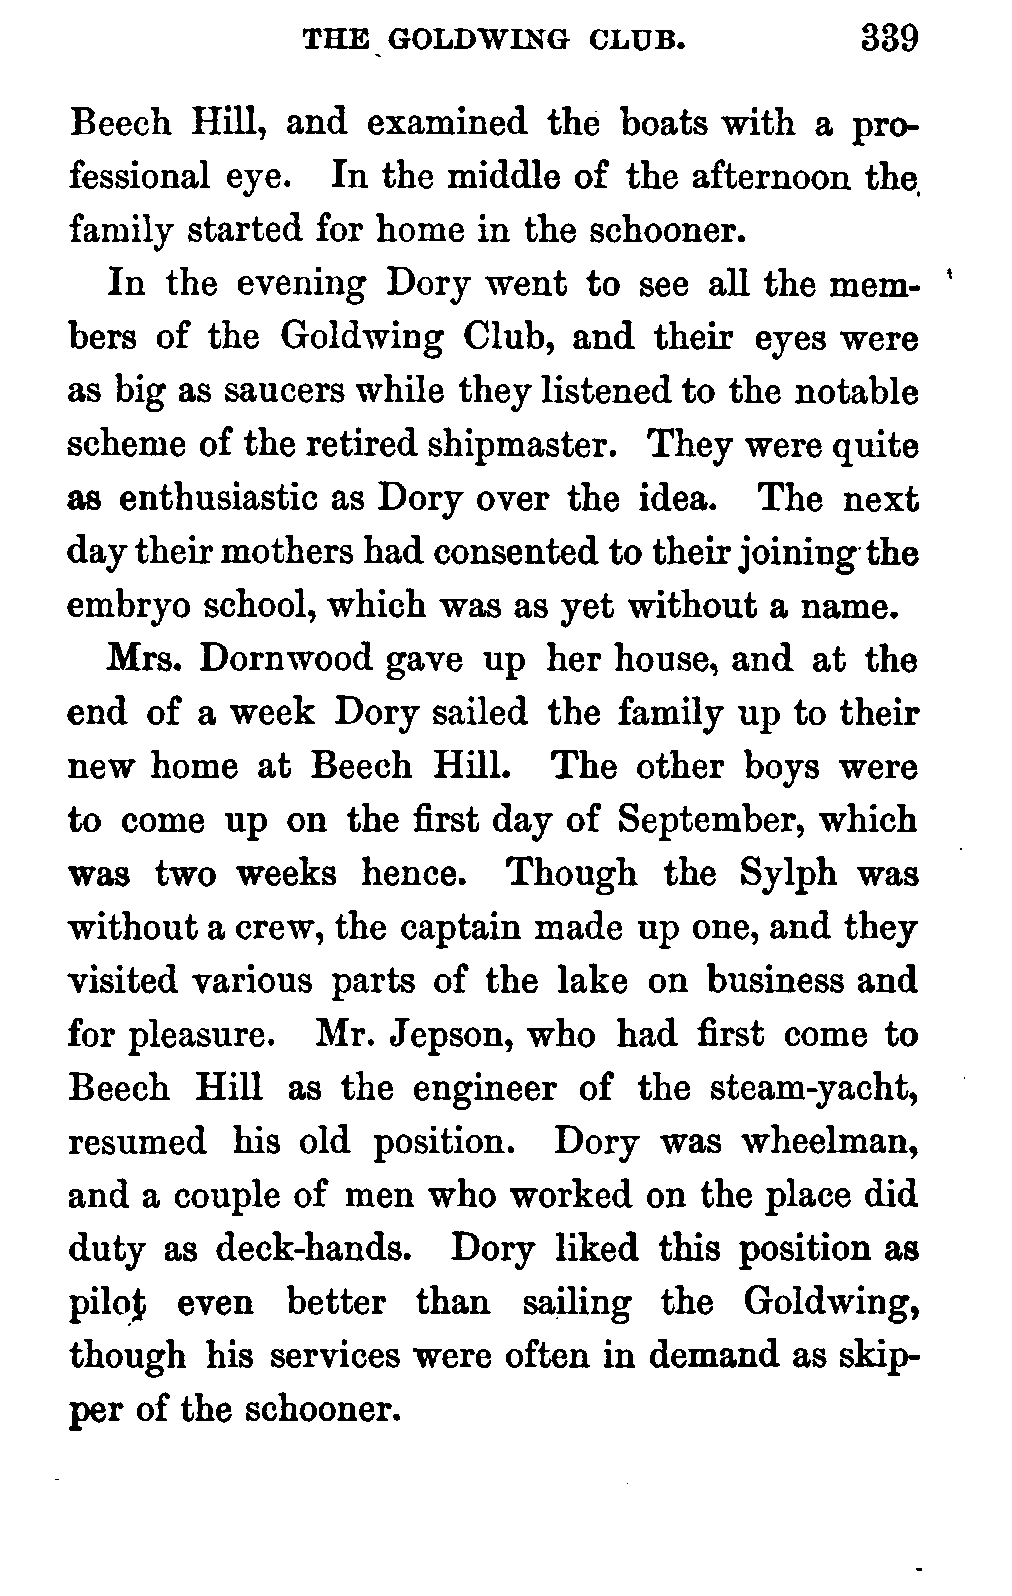 THE GOLDWING CLUB. 339
Beech Hill, and examined the boats with a pro-
fessional eye. In the middle of the afternoon the
family started for home in the schooner.
In the evening Dory went to see all the mem-
bers of the Goldwing Club, and their eyes were
as big as saucers while they listened to the notable
scheme of the retired shipmaster. They were quite
as enthusiastic as Dory over the idea. The next
day their mothers had consented to their joining the
embryo school, which was as yet without a name.
Mrs. Dornwood gave up her house, and at the
end of a week Dory sailed the family up to their
new home at Beech Hill. The other boys were
to come up on the first day of September, which
was two weeks hence. Though the Sylph was
without a crew, the captain made up one, and they
visited various parts of the lake on business and
for pleasure. Mr. Jepson, who had first come to
Beech Hill as the engineer of the steam-yacht,
resumed his old position. Dory was wheelman,
and a couple of men who worked on the place did
duty as deck-hands. Dory liked this position as
pilot even better than sailing the Goldwing,
though his services were often in demand as skip-
per of the schooner.